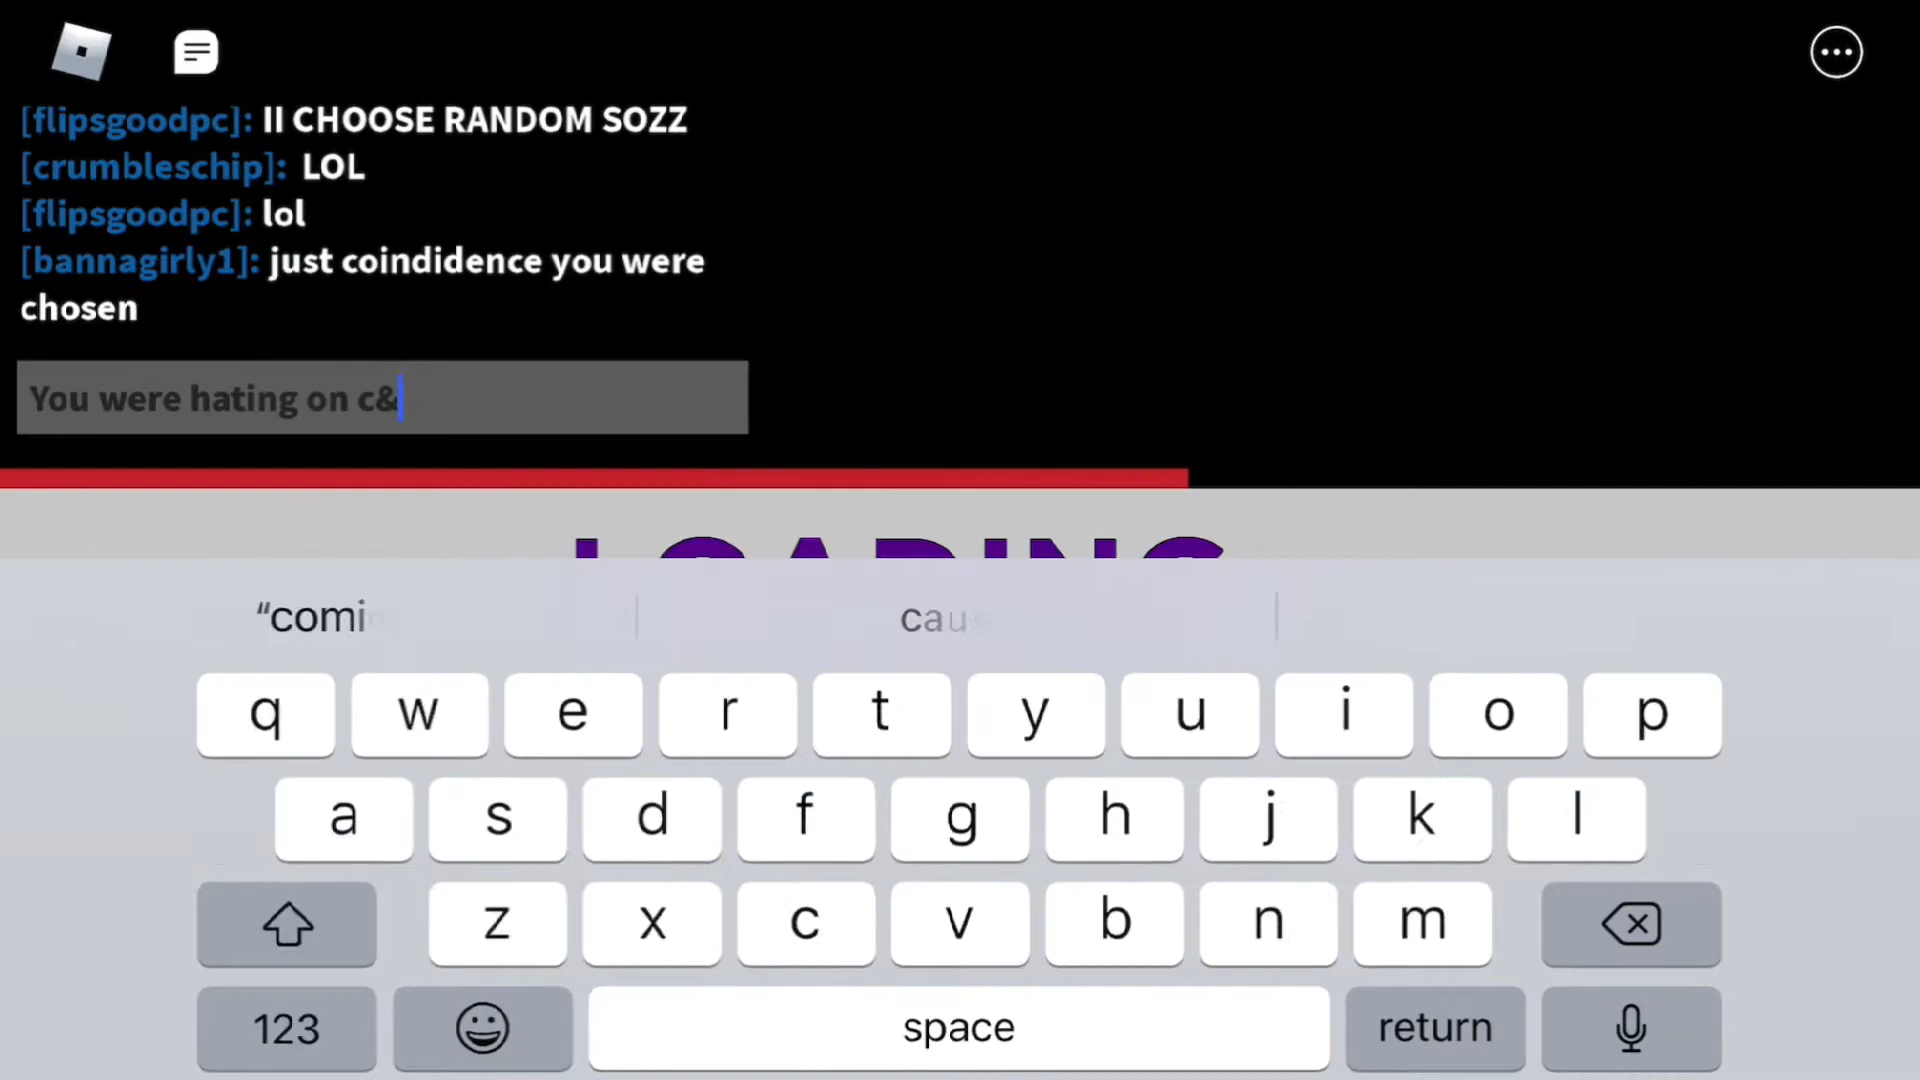 [flipsgoodpc]: II CHOOSE RANDOM SOZZ
[crumbleschip]: LOL
[flipsgoodpc]: lol
[bannagirly1]: just coindidence you were
chosen
You were hating on c&
LOADING
“comi
cau
q w e r t y u i o p
a s d f g h j k l
z x c v b n m
123 space return